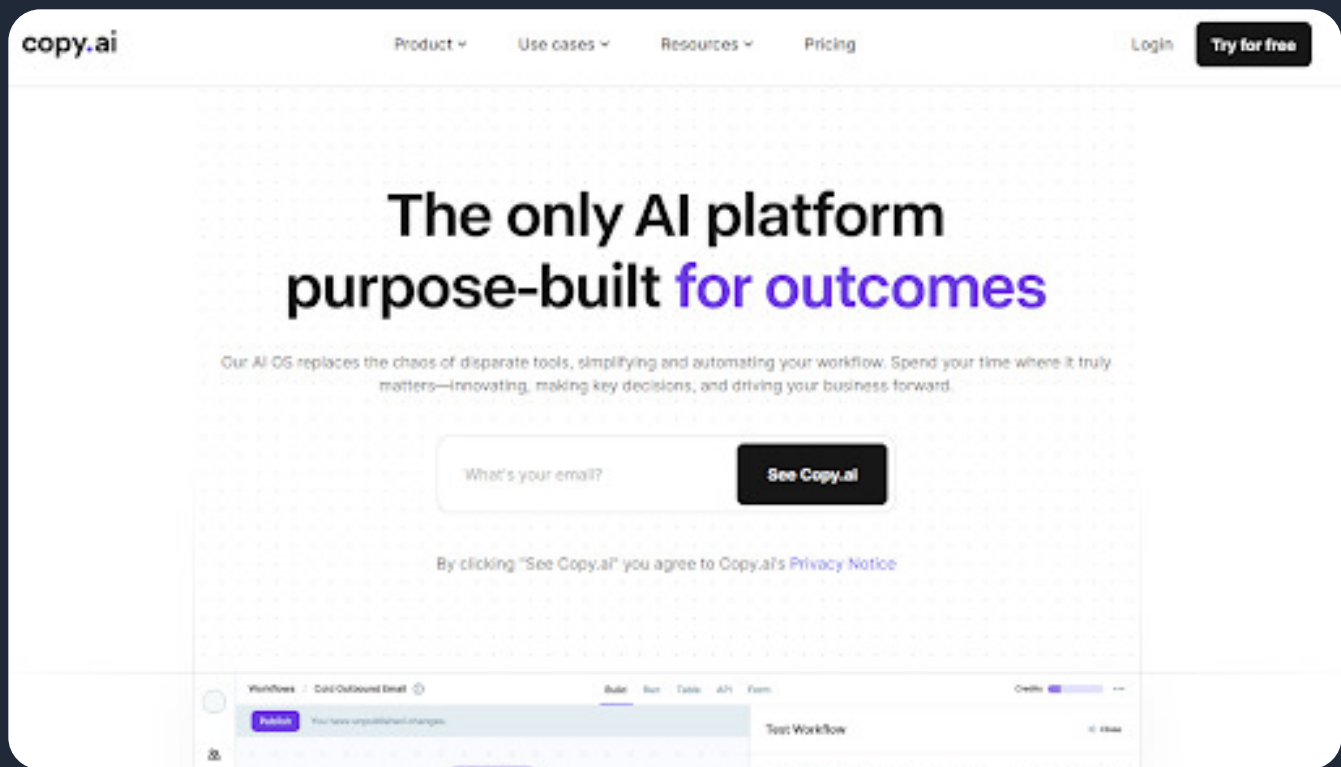 copy.ai
Product
Use cases
Resources
Pricing
Login
Try for free
The only AI platform
purpose-built for outcomes
Our AI OS replaces the chaos of disparate tools, simplifying and automating your workflow. Spend your time where it truly
matters—innovating, making key decisions, and driving your business forward.
What's your email?
See Copy.ai
By clicking "See Copy.ai" you agree to Copy.ai's Privacy Notice
Workflows / Cold Outbound Email
Build
Run
Table
API
Form
Credits
Publish
You have unpublished changes.
Test Workflow
Close